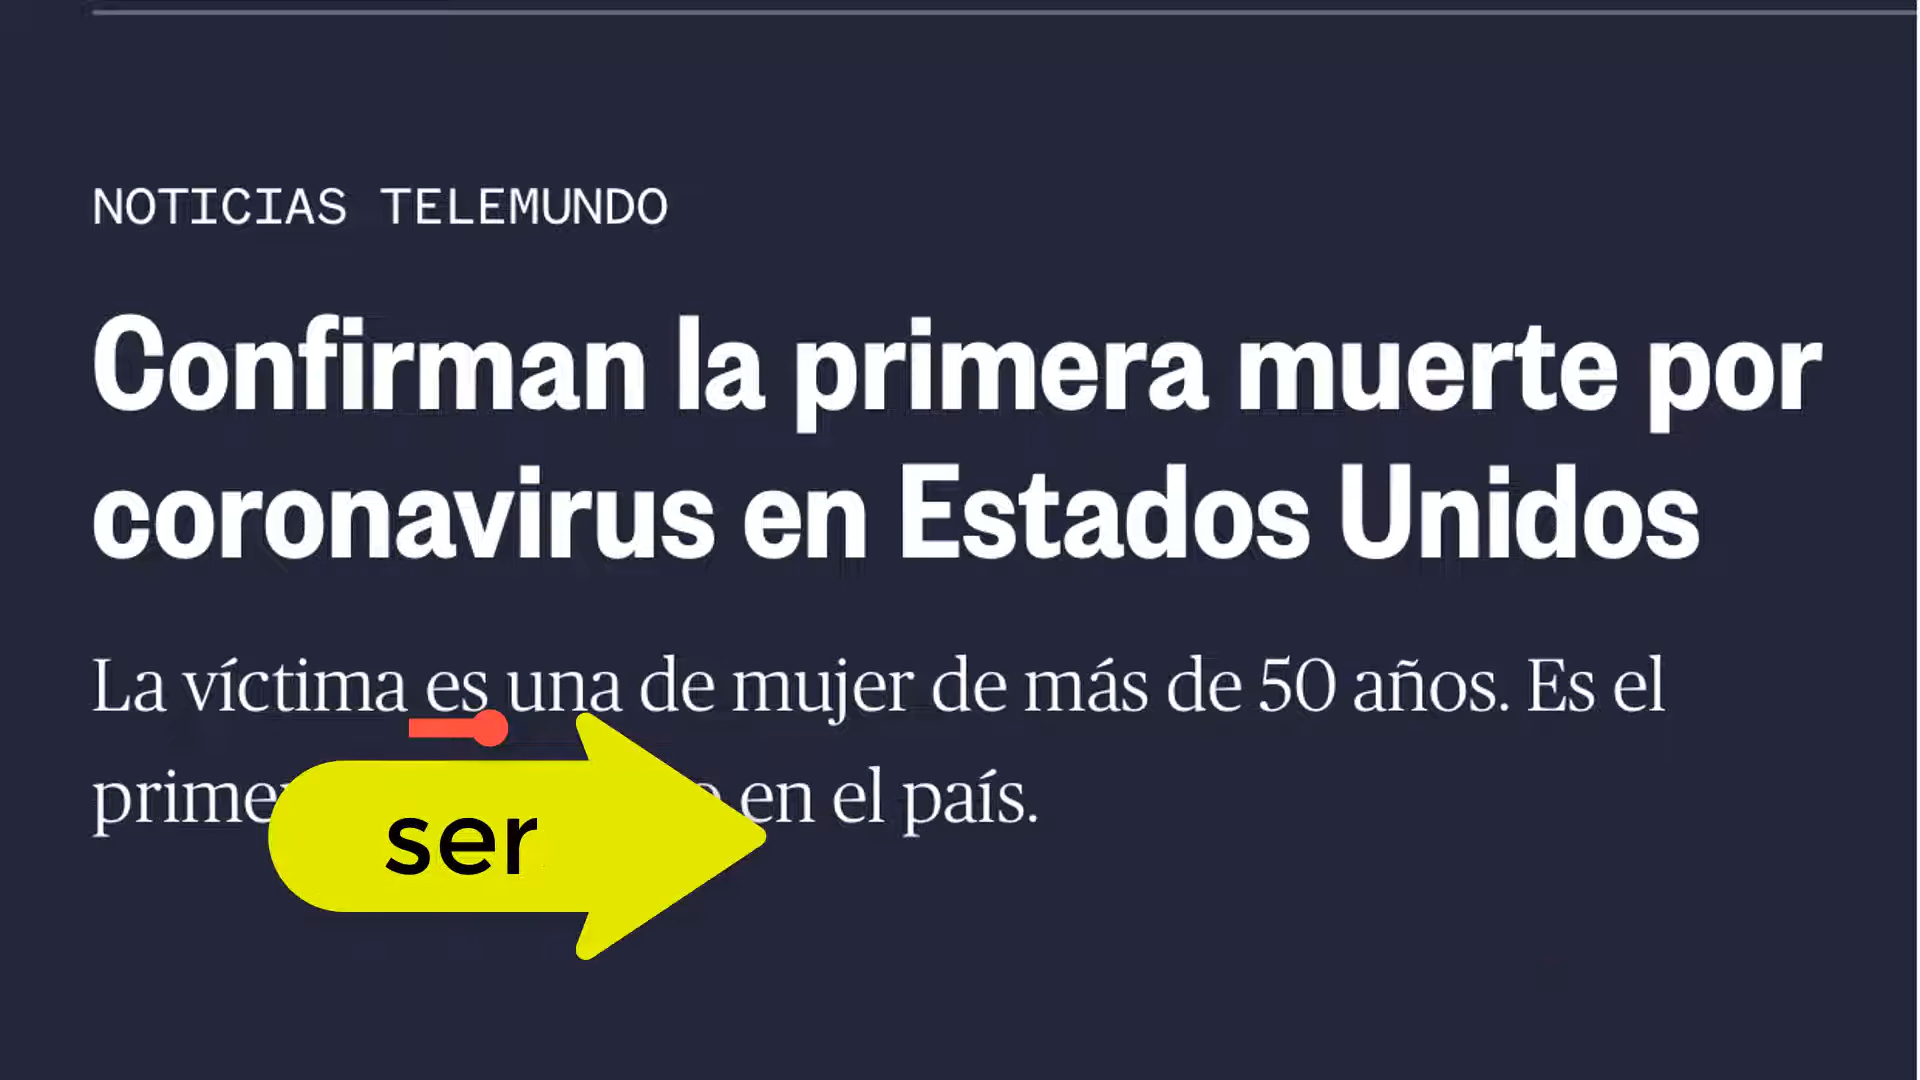 NOTICIAS TELEMUNDO
Confirman la primera muerte por
coronavirus en Estados Unidos
La víctima es una de mujer de más de 50 años. Es el
en el país.
ser